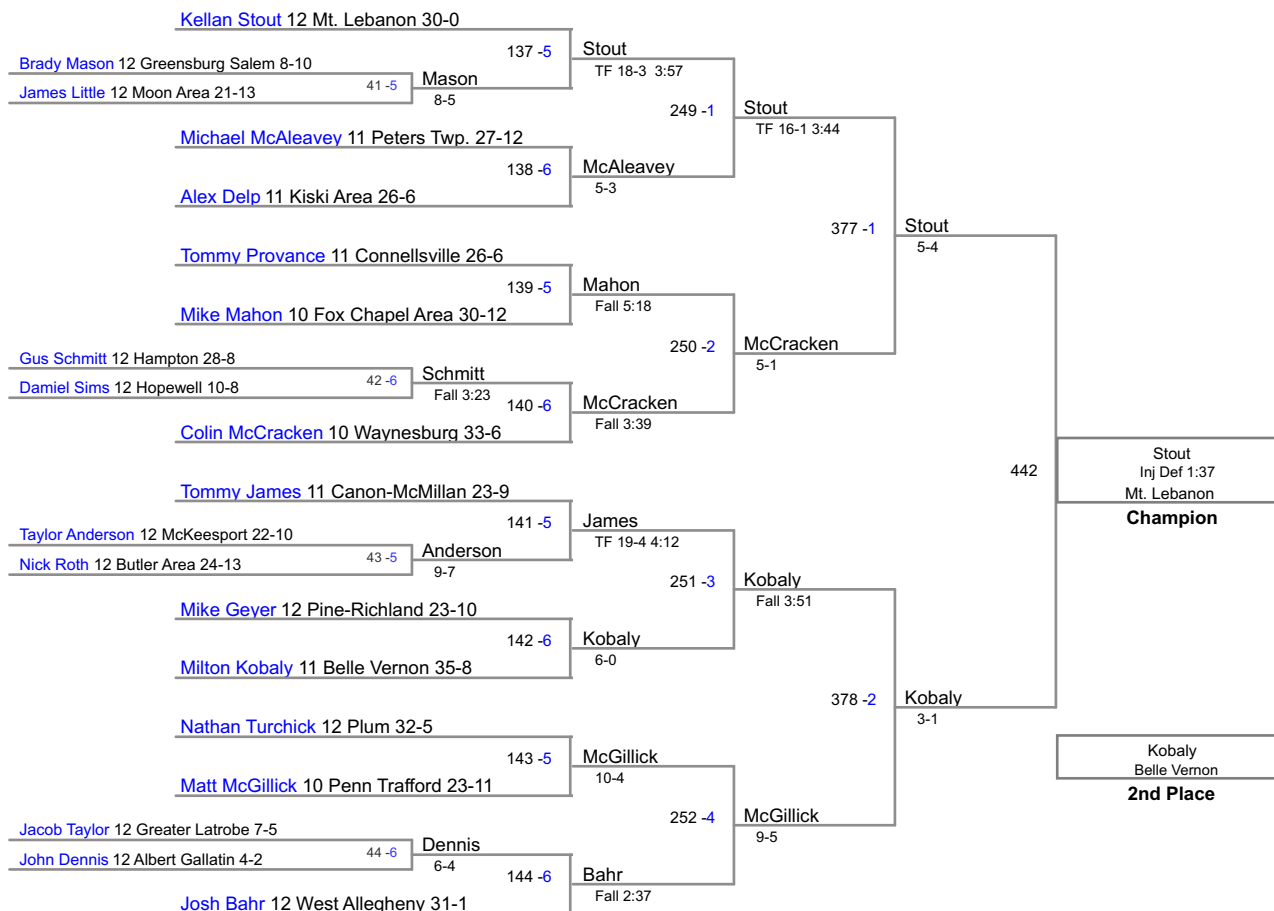 Kellan Stout 12 Mt. Lebanon 30-0
137 -5
Stout
TF 18-3 3:57
Brady Mason 12 Greensburg Salem 8-10
James Little 12 Moon Area 21-13
41 -5
Mason
8-5
249 -1
Stout
TF 16-1 3:44
Michael McAleavey 11 Peters Twp. 27-12
138 -6
McAleavey
5-3
Alex Delp 11 Kiski Area 26-6
377 -1
Stout
5-4
Tommy Provance 11 Connellsville 26-6
139 -5
Mahon
Fall 5:18
Mike Mahon 10 Fox Chapel Area 30-12
250 -2
McCracken
5-1
Gus Schmitt 12 Hampton 28-8
Damiel Sims 12 Hopewell 10-8
42 -6
Schmitt
Fall 3:23
140 -6
McCracken
Fall 3:39
Colin McCracken 10 Waynesburg 33-6
442
Stout
Inj Def 1:37
Mt. Lebanon
Champion
Tommy James 11 Canon-McMillan 23-9
141 -5
James
TF 19-4 4:12
Taylor Anderson 12 McKeesport 22-10
Nick Roth 12 Butler Area 24-13
43 -5
Anderson
9-7
251 -3
Kobaly
Fall 3:51
Mike Geyer 12 Pine-Richland 23-10
142 -6
Kobaly
6-0
Milton Kobaly 11 Belle Vernon 35-8
378 -2
Kobaly
3-1
Nathan Turchick 12 Plum 32-5
143 -5
McGillick
10-4
Matt McGillick 10 Penn Trafford 23-11
Kobaly
Belle Vernon
2nd Place
252 -4
McGillick
9-5
Jacob Taylor 12 Greater Latrobe 7-5
John Dennis 12 Albert Gallatin 4-2
44 -6
Dennis
6-4
144 -6
Bahr
Fall 2:37
Josh Bahr 12 West Allegheny 31-1